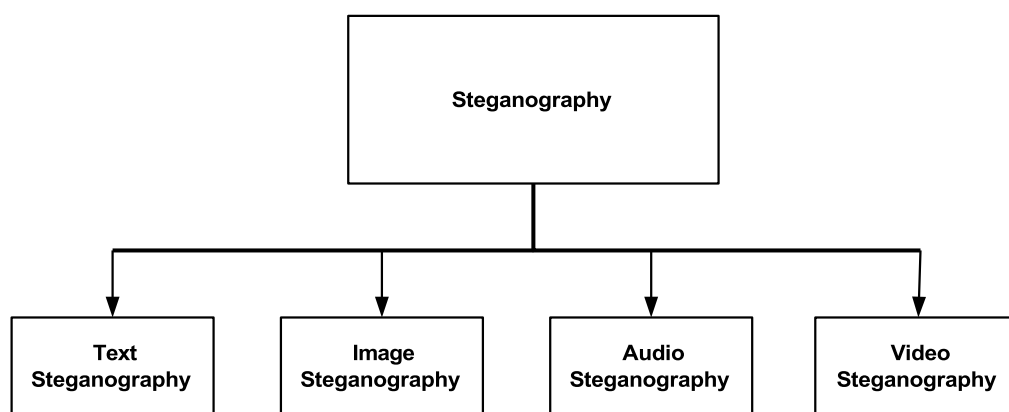 Steganography
Text
Steganography
Image
Steganography
Audio
Steganography
Video
Steganography